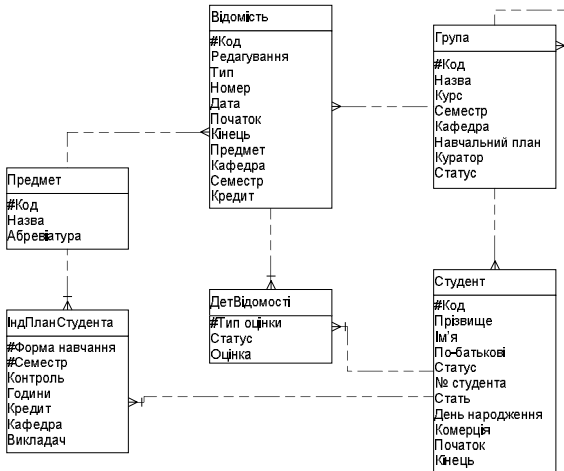 Відомість
#Код
Редагування
Тип
Номер
Дата
Початок
Кінець
Предмет
Кафедра
Семестр
Кредит
Група
#Код
Назва
Курс
Семестр
Кафедра
Навчальний план
Куратор
Статус
Предмет
#Код
Назва
Абревіатура
ІндПланСтудента
#Форма навчання
#Семестр
Контроль
Години
Кредит
Кафедра
Викладач
ДетВідомості
#Тип оцінки
Статус
Оцінка
Студент
#Код
Прізвище
Ім'я
По-батькові
Статус
№ студента
Стать
День народження
Комерція
Початок
Кінець